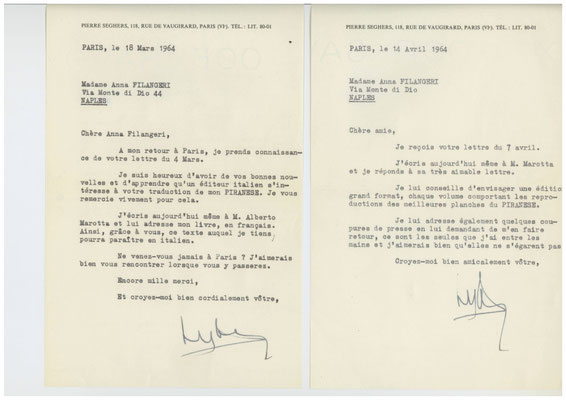 PIERRE SEGHERS, 118, RUE DE VAUGIRARD, PARIS (VIe). TÉL.: LIT. 80-01
PARIS, le 18 Mars 1964
Madame Anna FILANGERI
Via Monte di Dio 44
NAPLES
Chère Anna Filangeri,
A mon retour à Paris, je prends connaissan-
ce de votre lettre du 4 Mars.
Je suis heureux d'avoir de vos bonnes nou-
velles et d'apprendre qu'un éditeur italien s'in-
téresse à votre traduction de mon PIRANESE. Je vous
remercie vivement pour cela.
J'écris aujourd'hui même à M. Alberto
Marotta et lui adresse mon livre, en français.
Ainsi, grâce à vous, ce texte auquel je tiens,
pourra paraître en italien.
Ne venez-vous jamais à Paris ? J'aimerais
bien vous rencontrer lorsque vous y passerez.
Encore mille merci,
Et croyez-moi bien cordialement vôtre,
PIERRE SEGHERS, 118, RUE DE VAUGIRARD, PARIS (VIe). TÉL.: LIT. 80-01
PARIS, le 14 Avril 1964
Madame Anna FILANGERI
Via Monte di Dio
NAPLES
Chère amie,
Je reçois votre lettre du 7 avril.
J'écris aujourd'hui même à M. Marotta
et je réponds à sa très aimable lettre.
Je lui conseille d'envisager une éditio
grand format, chaque volume comportant les repro-
ductions des meilleures planches du PIRANESE.
Je lui adresse également quelques cou-
pures de presse en lui demandant de m'en faire
retour, ce sont les seules que j'ai entre les
mains et j'aimerais bien qu'elles ne s'égarent pas
Croyez-moi bien amicalement vôtre,